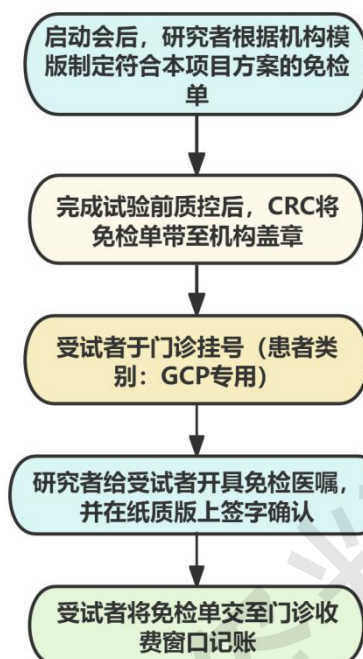 启动会后，研究者根据机构模
版制定符合本项目方案的免检
单
完成试验前质控后，CRC将
免检单带至机构盖章
受试者于门诊挂号（患者类
别：GCP专用）
研究者给受试者开具免检医嘱，
并在纸质版上签字确认
受试者将免检单交至门诊收
费窗口记账